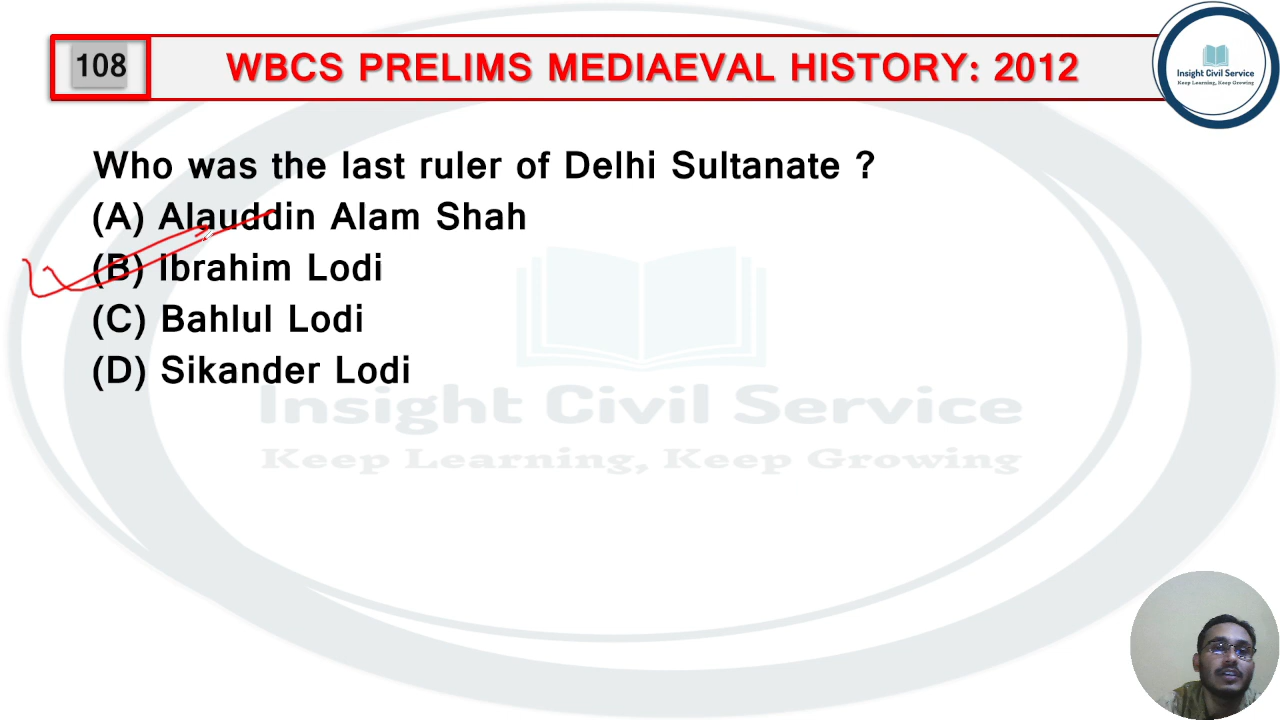 108
WBCS PRELIMS MEDIAEVAL HISTORY: 2012
Insight Civil Service
Keep Learning, Keep Growing
Who was the last ruler of Delhi Sultanate ?
(A) Alauddin Alam Shah
(B) Ibrahim Lodi
(C) Bahlul Lodi
(D) Sikander Lodi
Insight Civil Service
Keep Learning, Keep Growing